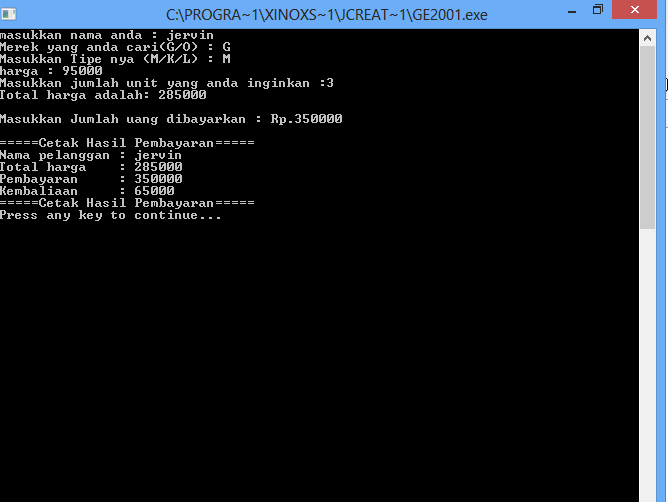 C:\PROGRA~1\XINOXS~1\JCREAT~1\GE2001.exe
masukkan nama anda : jervin
Merek yang anda cari(G/O) : G
Masukkan Tipe nya (M/K/L) : M
harga : 95000
Masukkan jumlah unit yang anda inginkan :3
Total harga adalah: 285000
Masukkan Jumlah uang dibayarkan : Rp.350000
=====Cetak Hasil Pembayaran=====
Nama pelanggan : jervin
Total harga    : 285000
Pembayaran     : 350000
Kembaliaan     : 65000
=====Cetak Hasil Pembayaran=====
Press any key to continue...